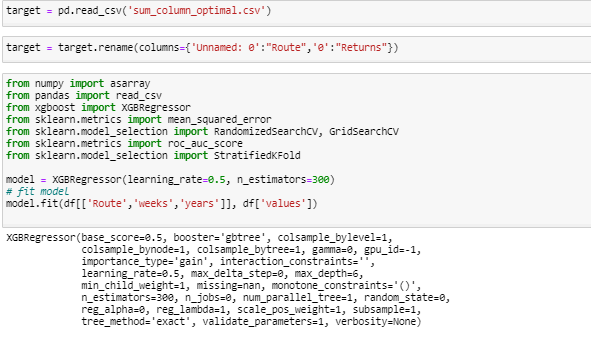 target = pd.read_csv('sum_column_optimal.csv')
target = target.rename(columns={'Unnamed: 0':"Route",'0':"Returns"})
from numpy import asarray
from pandas import read_csv
from xgboost import XGBRegressor
from sklearn.metrics import mean_squared_error
from sklearn.model_selection import RandomizedSearchCV, GridSearchCV
from sklearn.metrics import roc_auc_score
from sklearn.model_selection import StratifiedKFold
model = XGBRegressor(learning_rate=0.5, n_estimators=300)
# fit model
model.fit(df[['Route','weeks','years']], df['values'])
XGBRegressor(base_score=0.5, booster='gbtree', colsample_bylevel=1,
colsample_bynode=1, colsample_bytree=1, gamma=0, gpu_id=-1,
importance_type='gain', interaction_constraints='',
learning_rate=0.5, max_delta_step=0, max_depth=6,
min_child_weight=1, missing=nan, monotone_constraints='()',
n_estimators=300, n_jobs=0, num_parallel_tree=1, random_state=0,
reg_alpha=0, reg_lambda=1, scale_pos_weight=1, subsample=1,
tree_method='exact', validate_parameters=1, verbosity=None)